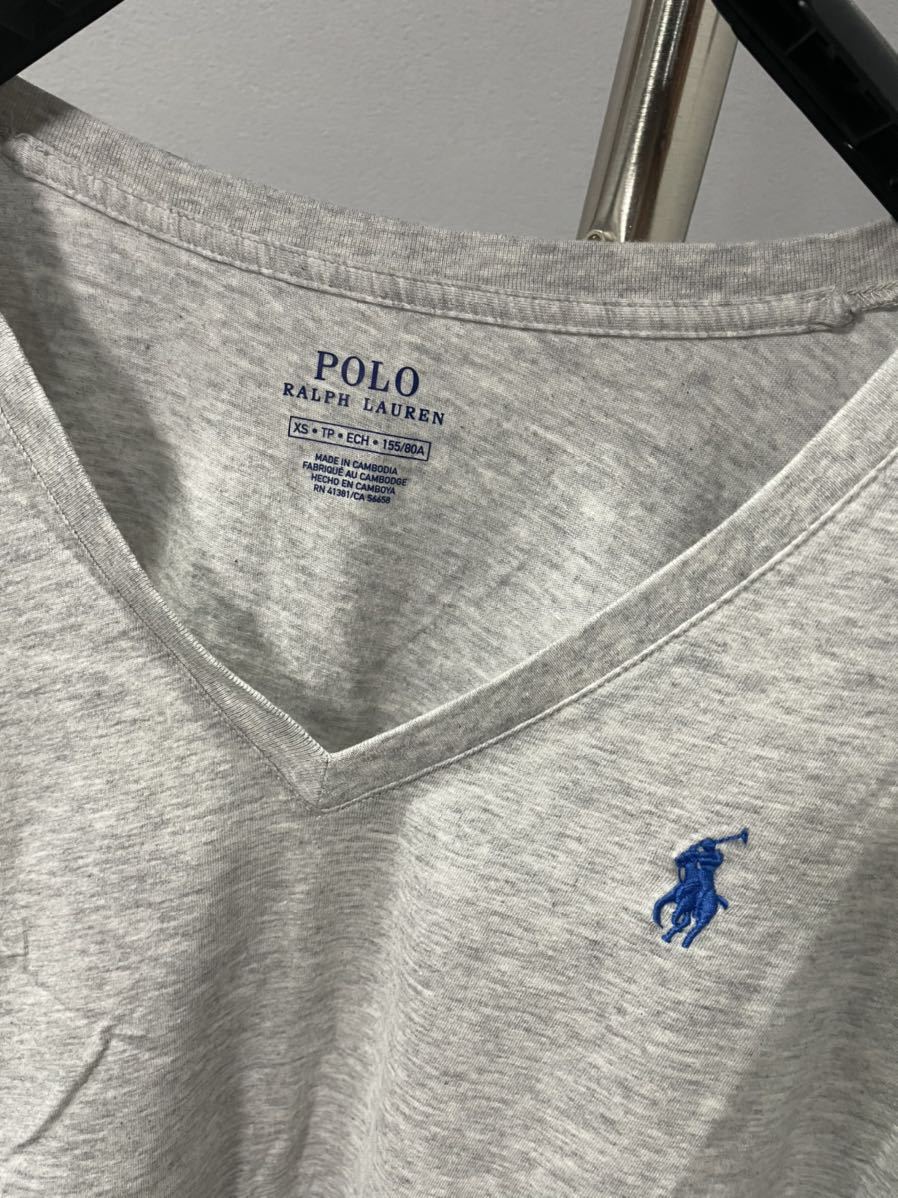 POLO
RALPH LAUREN
XS • TP • ECH • 155/80A
MADE IN CAMBODIA
FABRIQUÉ AU CAMBODGE
HECHO EN CAMBOYA
RN 41381/CA 56658